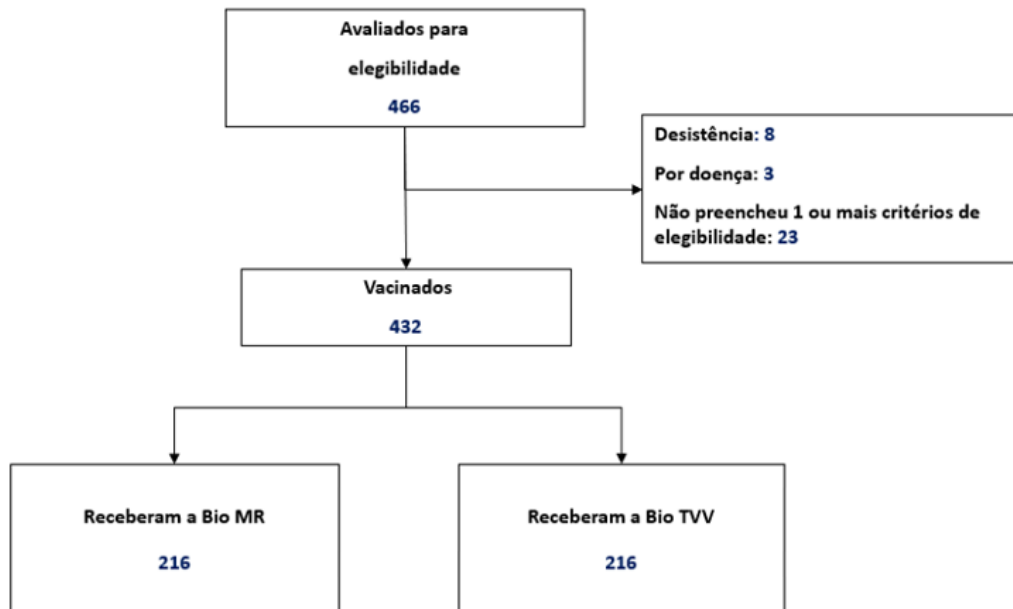 Avaliados para
elegibilidade
466
Desistência: 8
Por doença: 3
Não preencheu 1 ou mais critérios de
elegibilidade: 23
Vacinados
432
Receberam a Bio MR
216
Receberam a Bio TVV
216